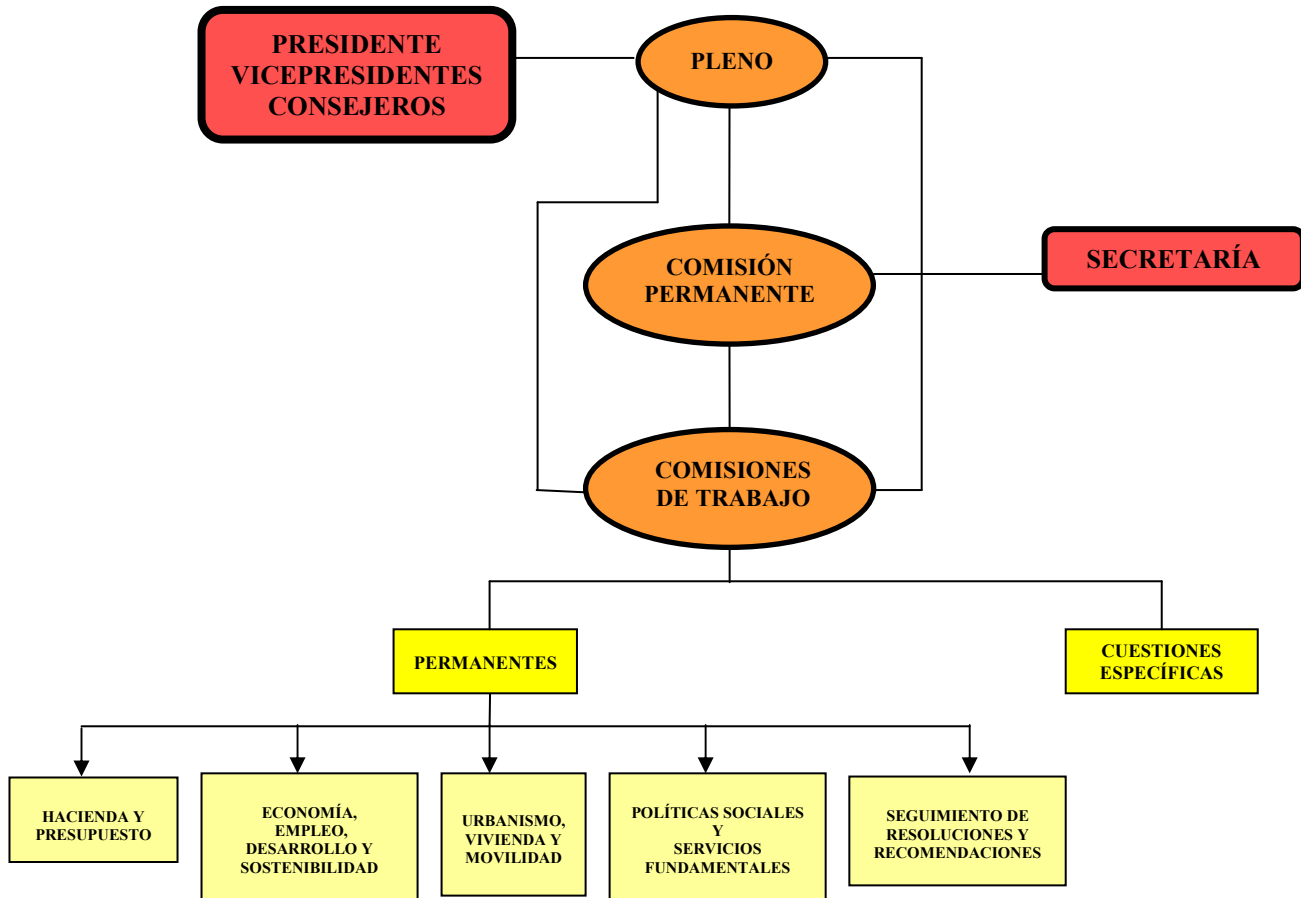 PRESIDENTE
VICEPRESIDENTES
CONSEJEROS
PLENO
COMISIÓN
PERMANENTE
SECRETARÍA
COMISIONES
DE TRABAJO
PERMANENTES
CUESTIONES
ESPECÍFICAS
HACIENDA Y
PRESUPUESTO
ECONOMÍA,
EMPLEO,
DESARROLLO Y
SOSTENIBILIDAD
URBANISMO,
VIVIENDA Y
MOVILIDAD
POLÍTICAS SOCIALES
Y
SERVICIOS
FUNDAMENTALES
SEGUIMIENTO DE
RESOLUCIONES Y
RECOMENDACIONES